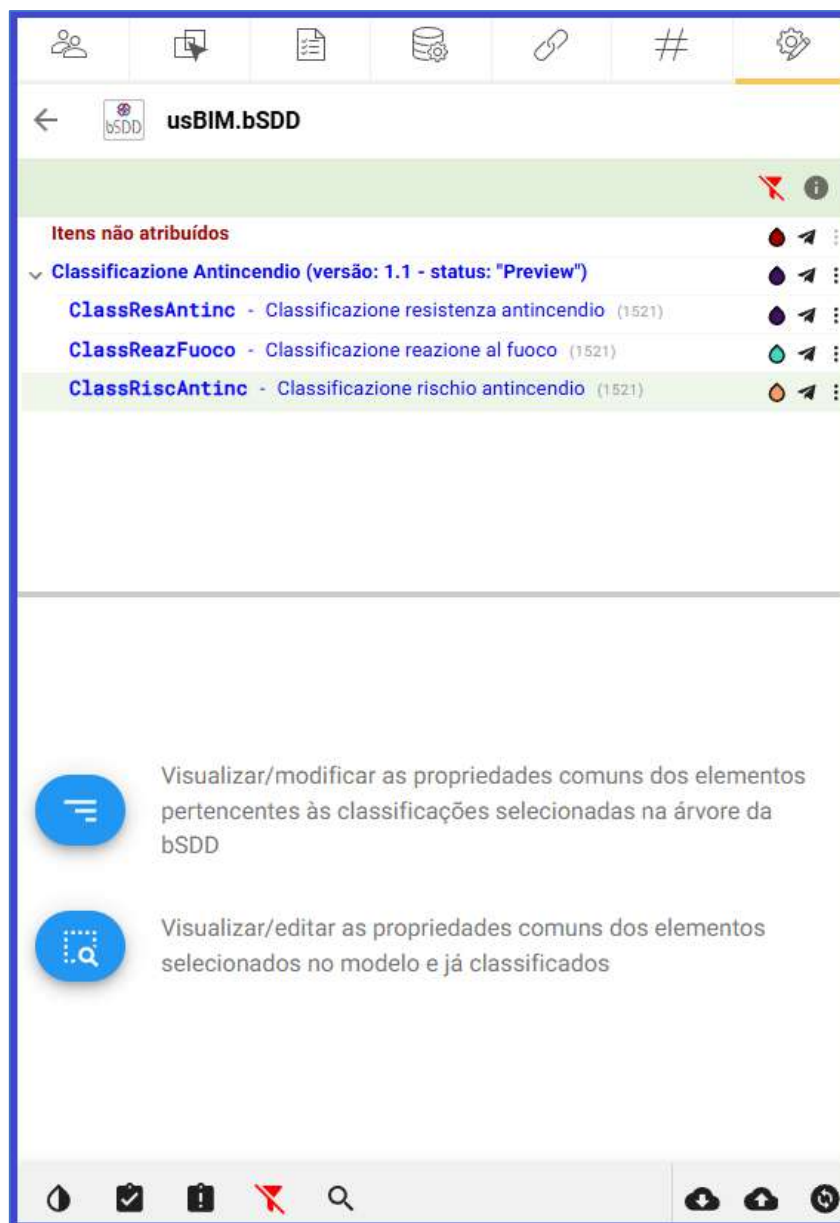 bSDD usBIM.bSDD
Itens não atribuídos
Classificazione Antincendio (versão: 1.1 - status: "Preview")
ClassResAntinc - Classificazione resistenza antincendio (1521)
ClassReazFuoco - Classificazione reazione al fuoco (1521)
ClassRiscAntinc - Classificazione rischio antincendio (1521)
Visualizar/modificar as propriedades comuns dos elementos
pertencentes às classificações selecionadas na árvore da
bSDD
Visualizar/editar as propriedades comuns dos elementos
selecionados no modelo e já classificados